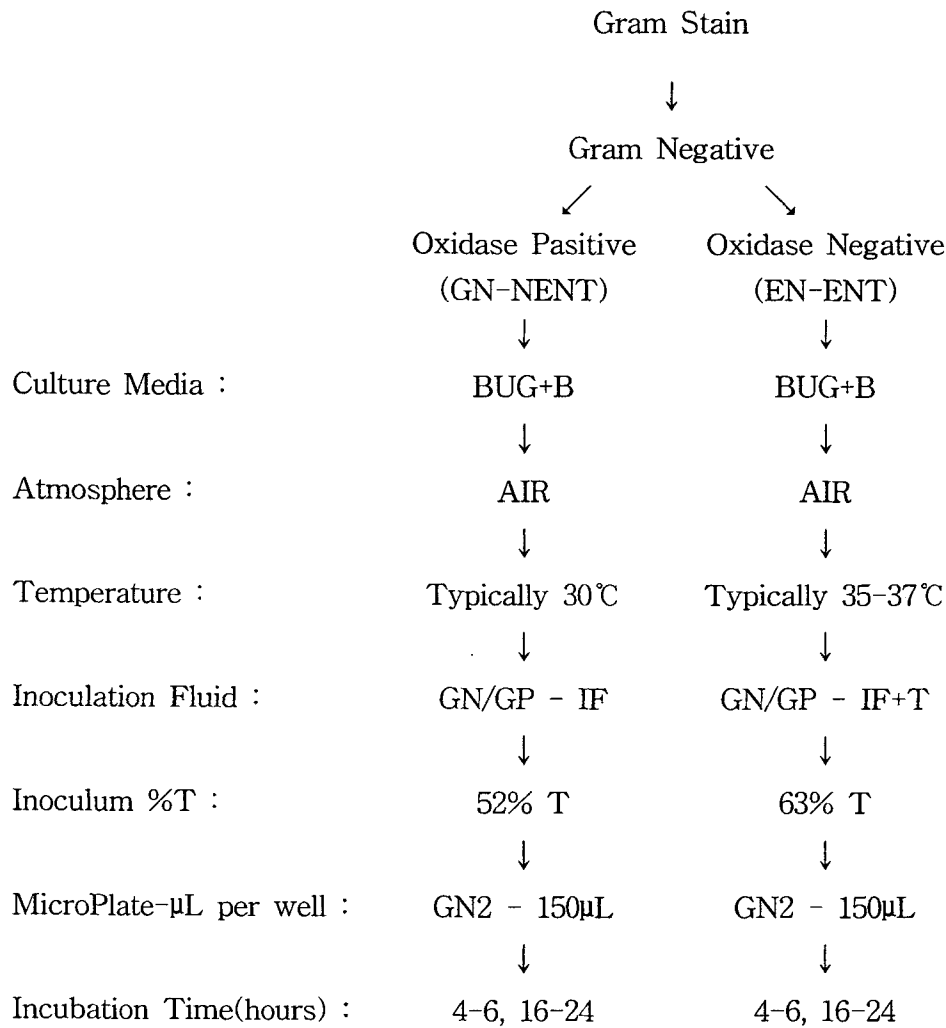 Gram Stain
↓
Gram Negative
↙ ↘
Oxidase Pasitive Oxidase Negative
(GN-NENT) (EN-ENT)
↓ ↓
Culture Media : BUG+B BUG+B
↓ ↓
Atmosphere : AIR AIR
↓ ↓
Temperature : Typically 30℃ Typically 35-37℃
↓ ↓
Inoculation Fluid : GN/GP - IF GN/GP - IF+T
↓ ↓
Inoculum %T : 52% T 63% T
↓ ↓
MicroPlate-μL per well : GN2 - 150μL GN2 - 150μL
↓ ↓
Incubation Time(hours) : 4-6, 16-24 4-6, 16-24